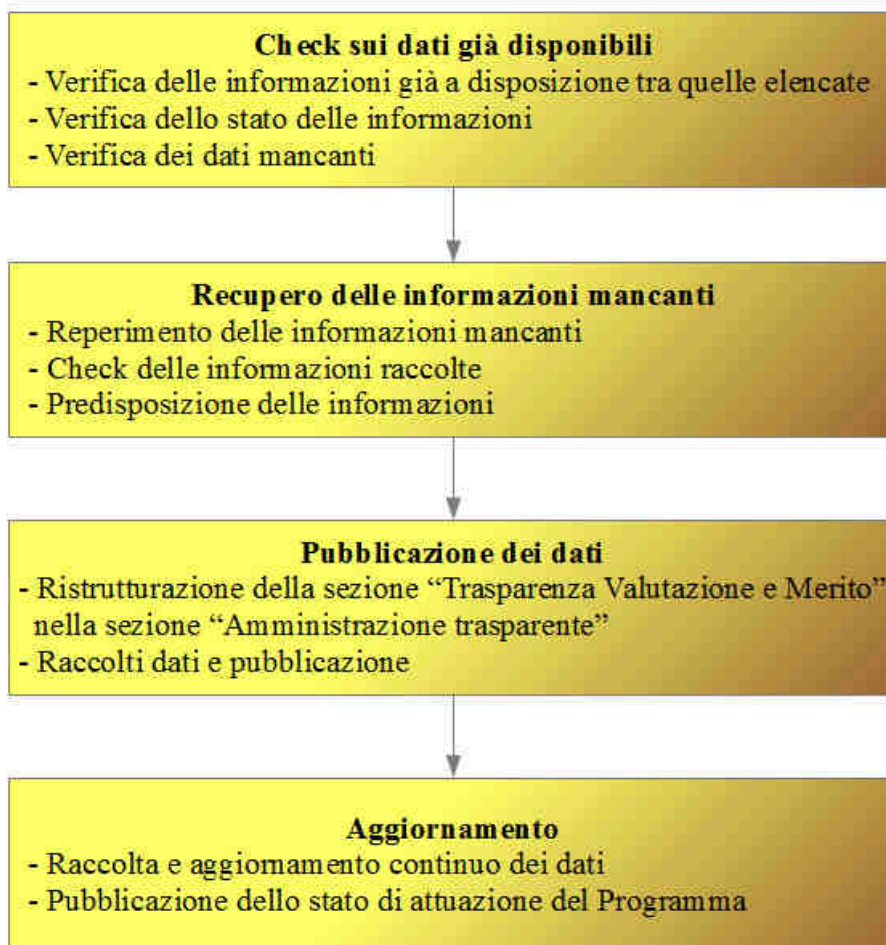 Check sui dati già disponibili
- Verifica delle informazioni già a disposizione tra quelle elencate
- Verifica dello stato delle informazioni
- Verifica dei dati mancanti
Recupero delle informazioni mancanti
- Reperimento delle informazioni mancanti
- Check delle informazioni raccolte
- Predisposizione delle informazioni
Pubblicazione dei dati
- Ristrutturazione della sezione “Trasparenza Valutazione e Merito”
nella sezione “Amministrazione trasparente”
- Raccolti dati e pubblicazione
Aggiornamento
- Raccolta e aggiornamento continuo dei dati
- Pubblicazione dello stato di attuazione del Programma